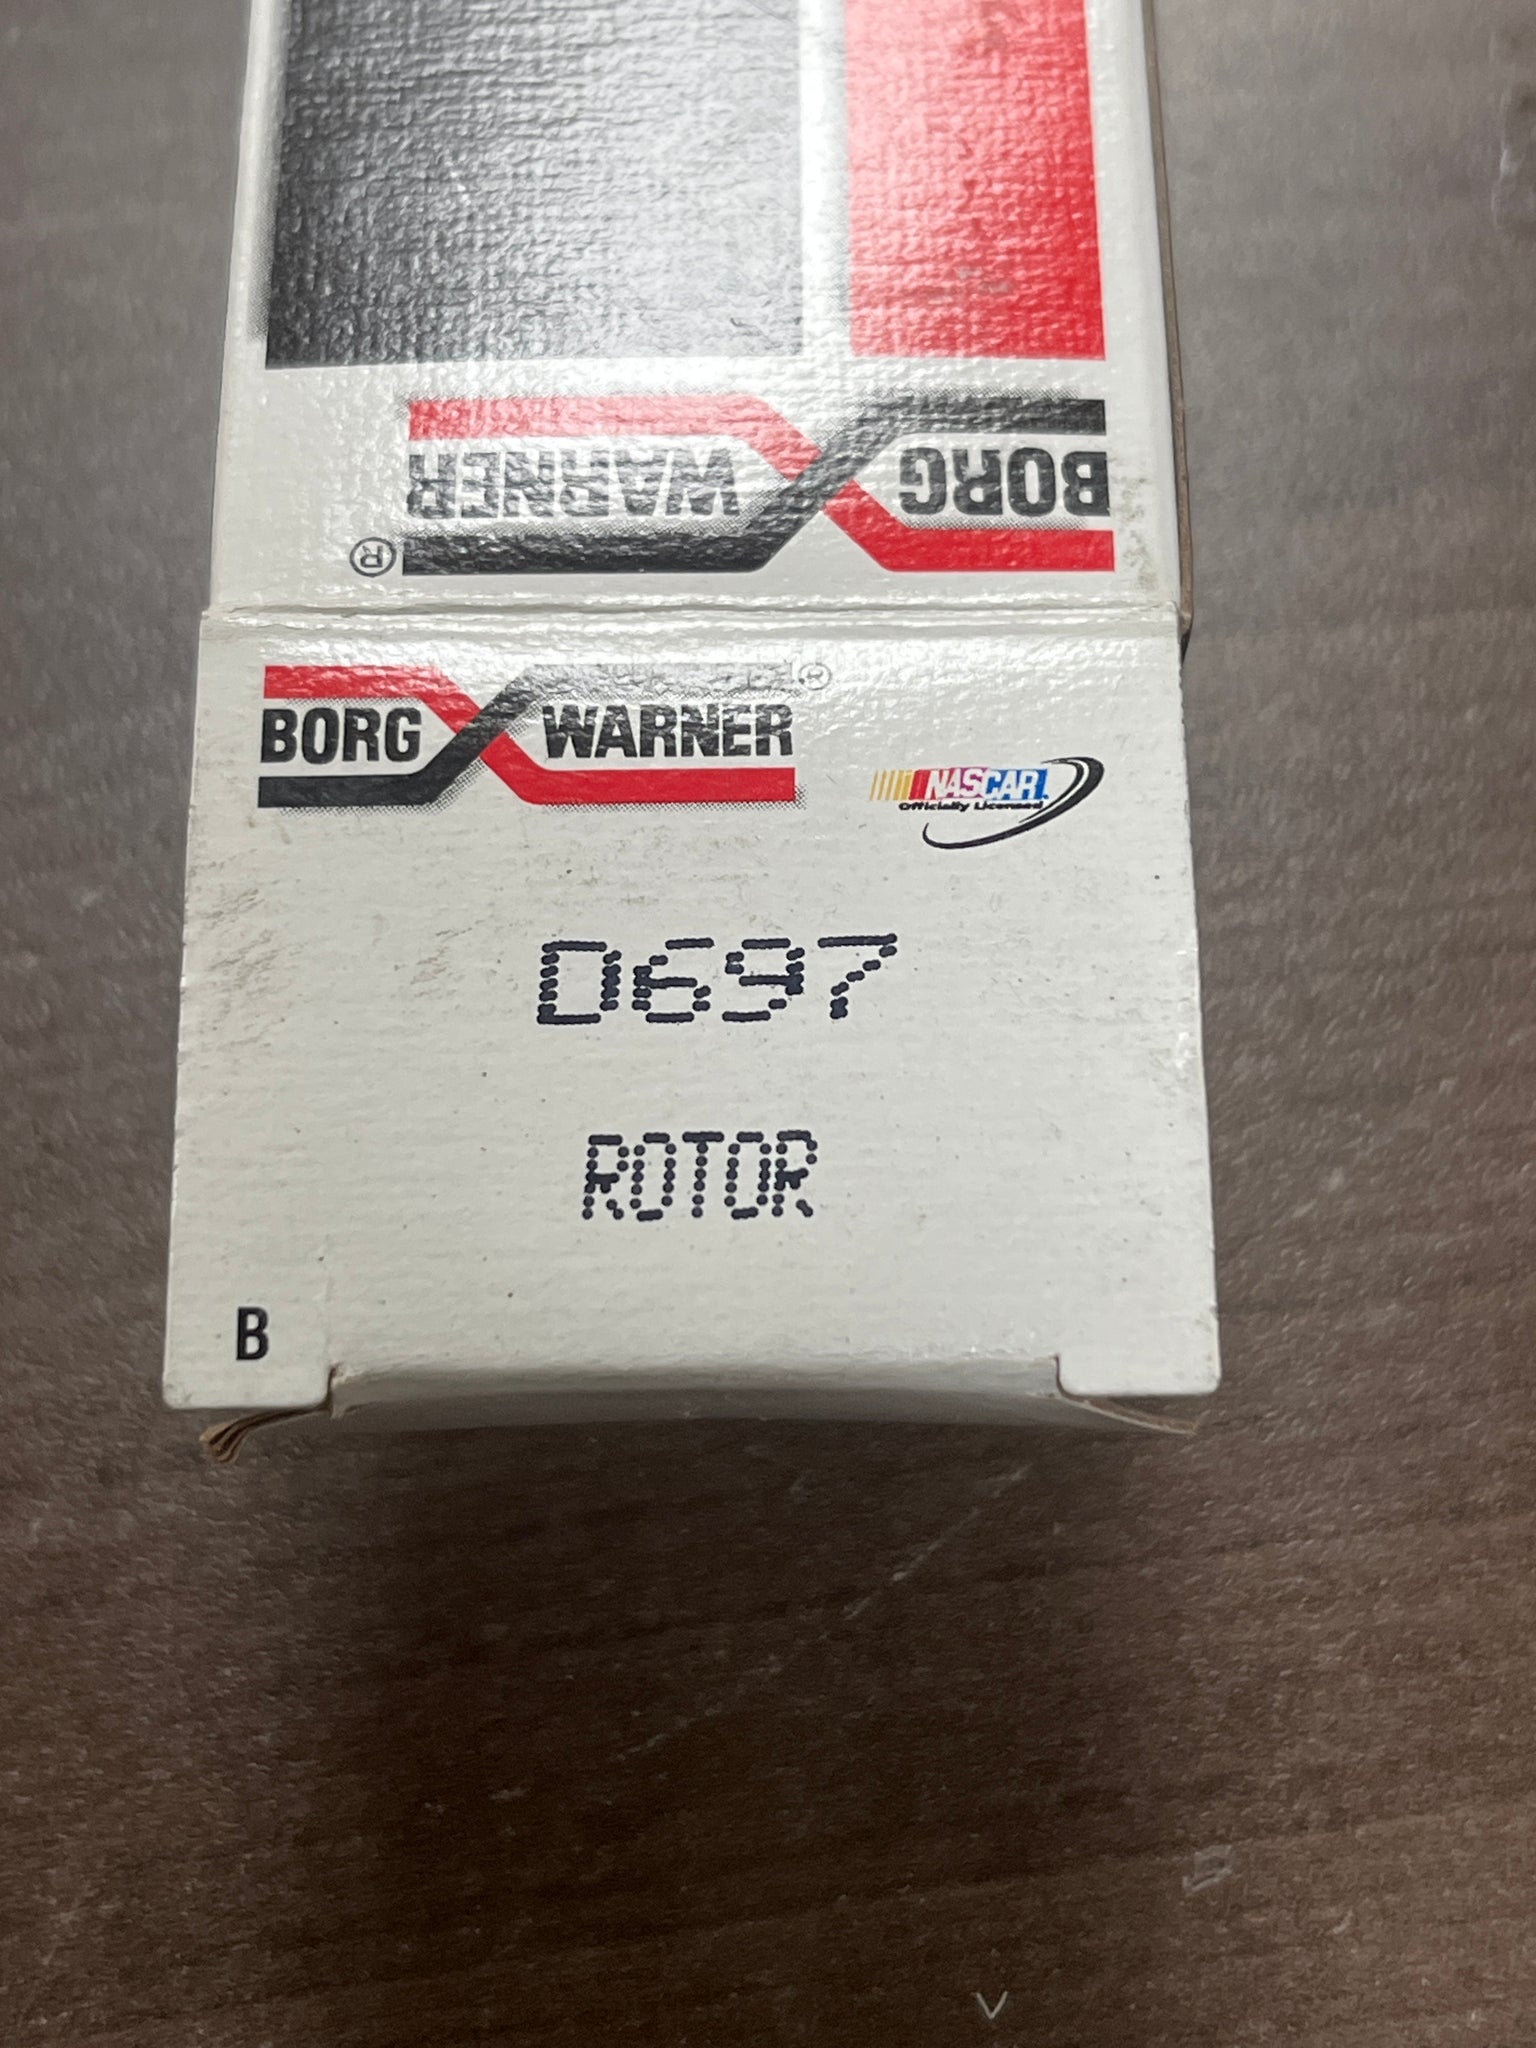 BORG WARNER®
BORG WARNER®
NASCAR
Officially Licensed
D697
ROTOR
B